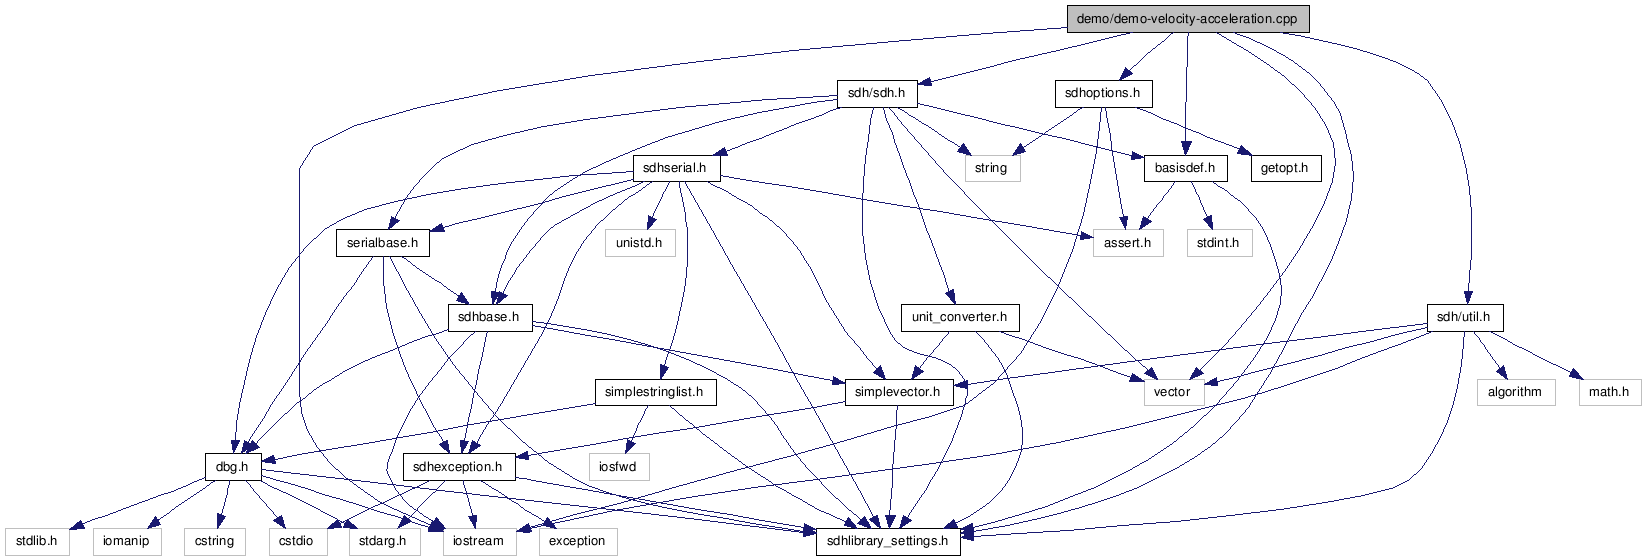 demo/demo-velocity-acceleration.cpp
sdh/sdh.h
sdhoptions.h
sdhserial.h
string
basisdef.h
getopt.h
serialbase.h
unistd.h
assert.h
stdint.h
sdhbase.h
unit_converter.h
sdh/util.h
simplestringlist.h
simplevector.h
vector
algorithm
math.h
dbg.h
sdhexception.h
iosfwd
stdlib.h
iomanip
cstring
cstdio
stdarg.h
iostream
exception
sdhlibrary_settings.h